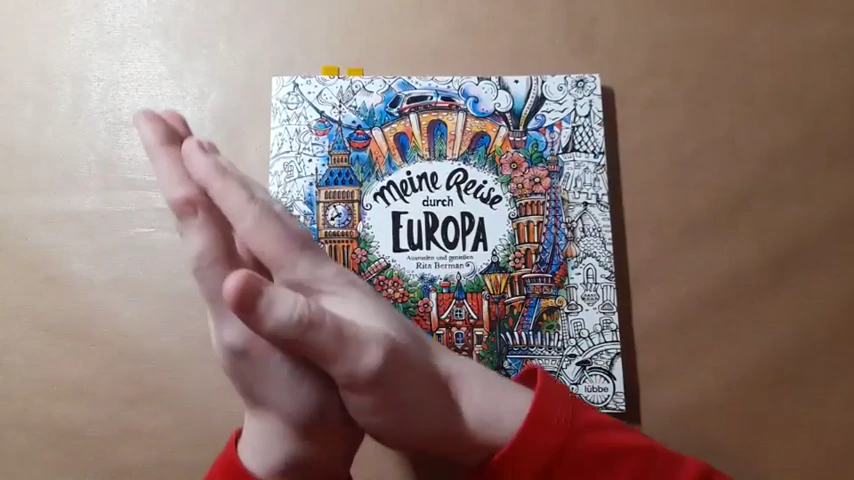 Meine Reise
durch
EUROPA
Ausmalen und genießen
Rita Berman
lübbe